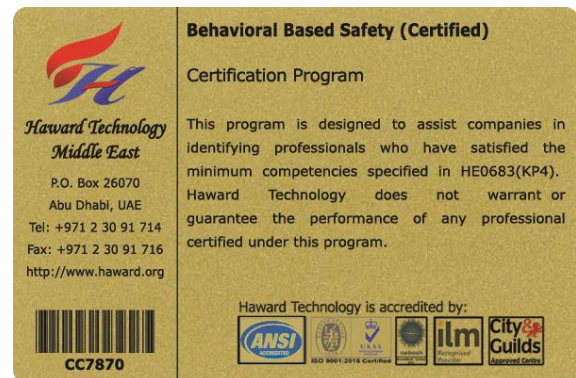 Haward Technology
Middle East
P.O. Box 26070
Abu Dhabi, UAE
Tel: +971 2 30 91 714
Fax: +971 2 30 91 716
http://www.haward.org
CC7870
Behavioral Based Safety (Certified)
Certification Program
This program is designed to assist companies in
identifying professionals who have satisfied the
minimum competencies specified in HE0683(KP4).
Haward Technology does not warrant or
guarantee the performance of any professional
certified under this program.
Haward Technology is accredited by:
ANSI
ACCREDITED
UKAS
ISO 9001:2015 Certified
nebosh
ilm
Recognised
Provider
City&
Guilds
Approved Centre